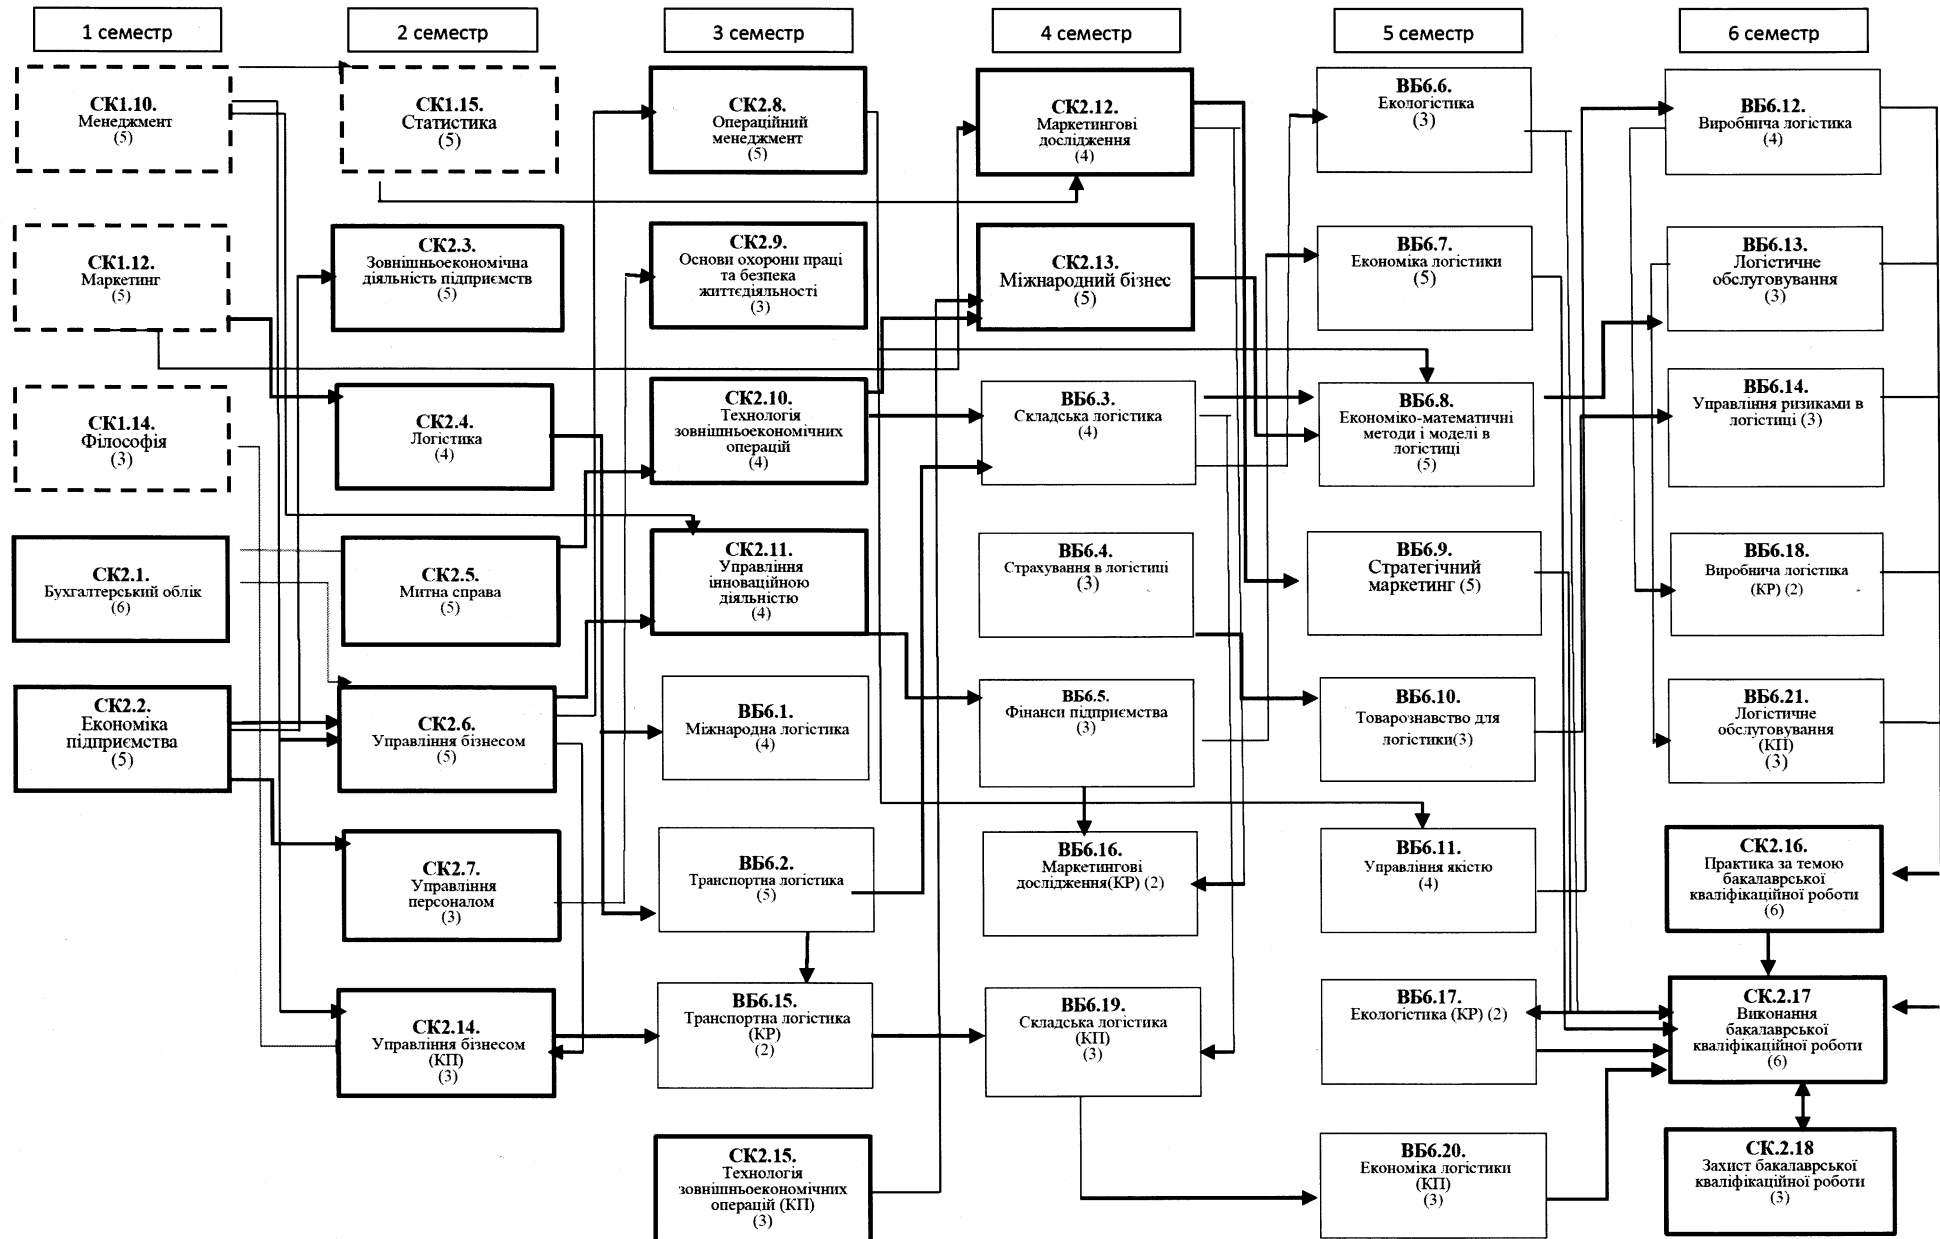 1 семестр
2 семестр
3 семестр
4 семестр
5 семестр
6 семестр
СК1.10.
Менеджмент
(5)
СК1.12.
Маркетинг
(5)
СК1.14.
Філософія
(3)
СК2.1.
Бухгалтерський облік
(6)
СК2.2.
Економіка
підприємства
(5)
СК1.15.
Статистика
(5)
СК2.3.
Зовнішньоекономічна
діяльність підприємств
(5)
СК2.4.
Логістика
(4)
СК2.5.
Митна справа
(5)
СК2.6.
Управління бізнесом
(5)
СК2.7.
Управління
персоналом
(3)
СК2.14.
Управління бізнесом
(КП)
(3)
СК2.8.
Операційний
менеджмент
(5)
СК2.9.
Основи охорони праці
та безпека
життєдіяльності
(3)
СК2.10.
Технологія
зовнішньоекономічних
операцій
(4)
СК2.11.
Управління
інноваційною
діяльністю
(4)
ВБ6.1.
Міжнародна логістика
(4)
ВБ6.2.
Транспортна логістика
(5)
ВБ6.15.
Транспортна логістика
(КР)
(2)
СК2.15.
Технологія
зовнішньоекономічних
операцій (КП)
(3)
СК2.12.
Маркетингові
дослідження
(4)
СК2.13.
Міжнародний бізнес
(5)
ВБ6.3.
Складська логістика
(4)
ВБ6.4.
Страхування в логістиці
(3)
ВБ6.5.
Фінанси підприємства
(3)
ВБ6.16.
Маркетингові
дослідження(КР) (2)
ВБ6.19.
Складська логістика
(КП)
(3)
ВБ6.6.
Екологістика
(3)
ВБ6.7.
Економіка логістики
(5)
ВБ6.8.
Економіко-математичні
методи і моделі в
логістиці
(5)
ВБ6.9.
Стратегічний
маркетинг (5)
ВБ6.10.
Товарознавство для
логістики(3)
ВБ6.11.
Управління якістю
(4)
ВБ6.17.
Екологістика (КР) (2)
ВБ6.20.
Економіка логістики
(КП)
(3)
ВБ6.12.
Виробнича логістика
(4)
ВБ6.13.
Логістичне
обслуговування
(3)
ВБ6.14.
Управління ризиками в
логістиці (3)
ВБ6.18.
Виробнича логістика
(КР) (2)
ВБ6.21.
Логістичне
обслуговування
(КП)
(3)
СК2.16.
Практика за темою
бакалаврської
кваліфікаційної роботи
(6)
СК.2.17
Виконання
бакалаврської
кваліфікаційної роботи
(6)
СК.2.18
Захист бакалаврської
кваліфікаційної роботи
(3)